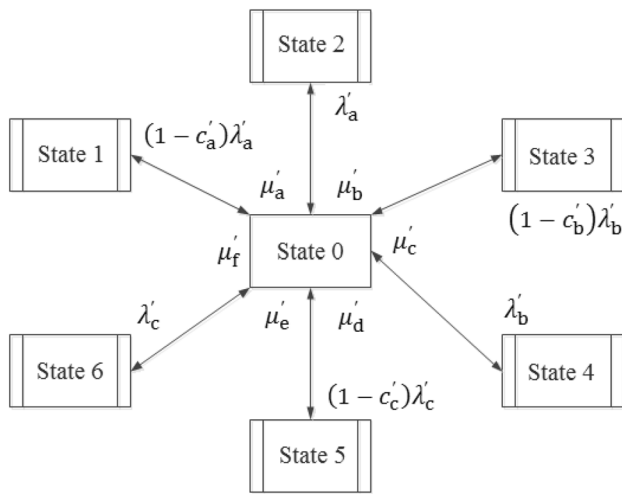 State 2
λ'a
(1 − c'a)λ'a
State 1
State 3
μ'a
μ'b
(1 − c'b)λ'b
μ'f
State 0
μ'c
λ'c
μ'e
μ'd
λ'b
State 6
State 4
(1 − c'c)λ'c
State 5